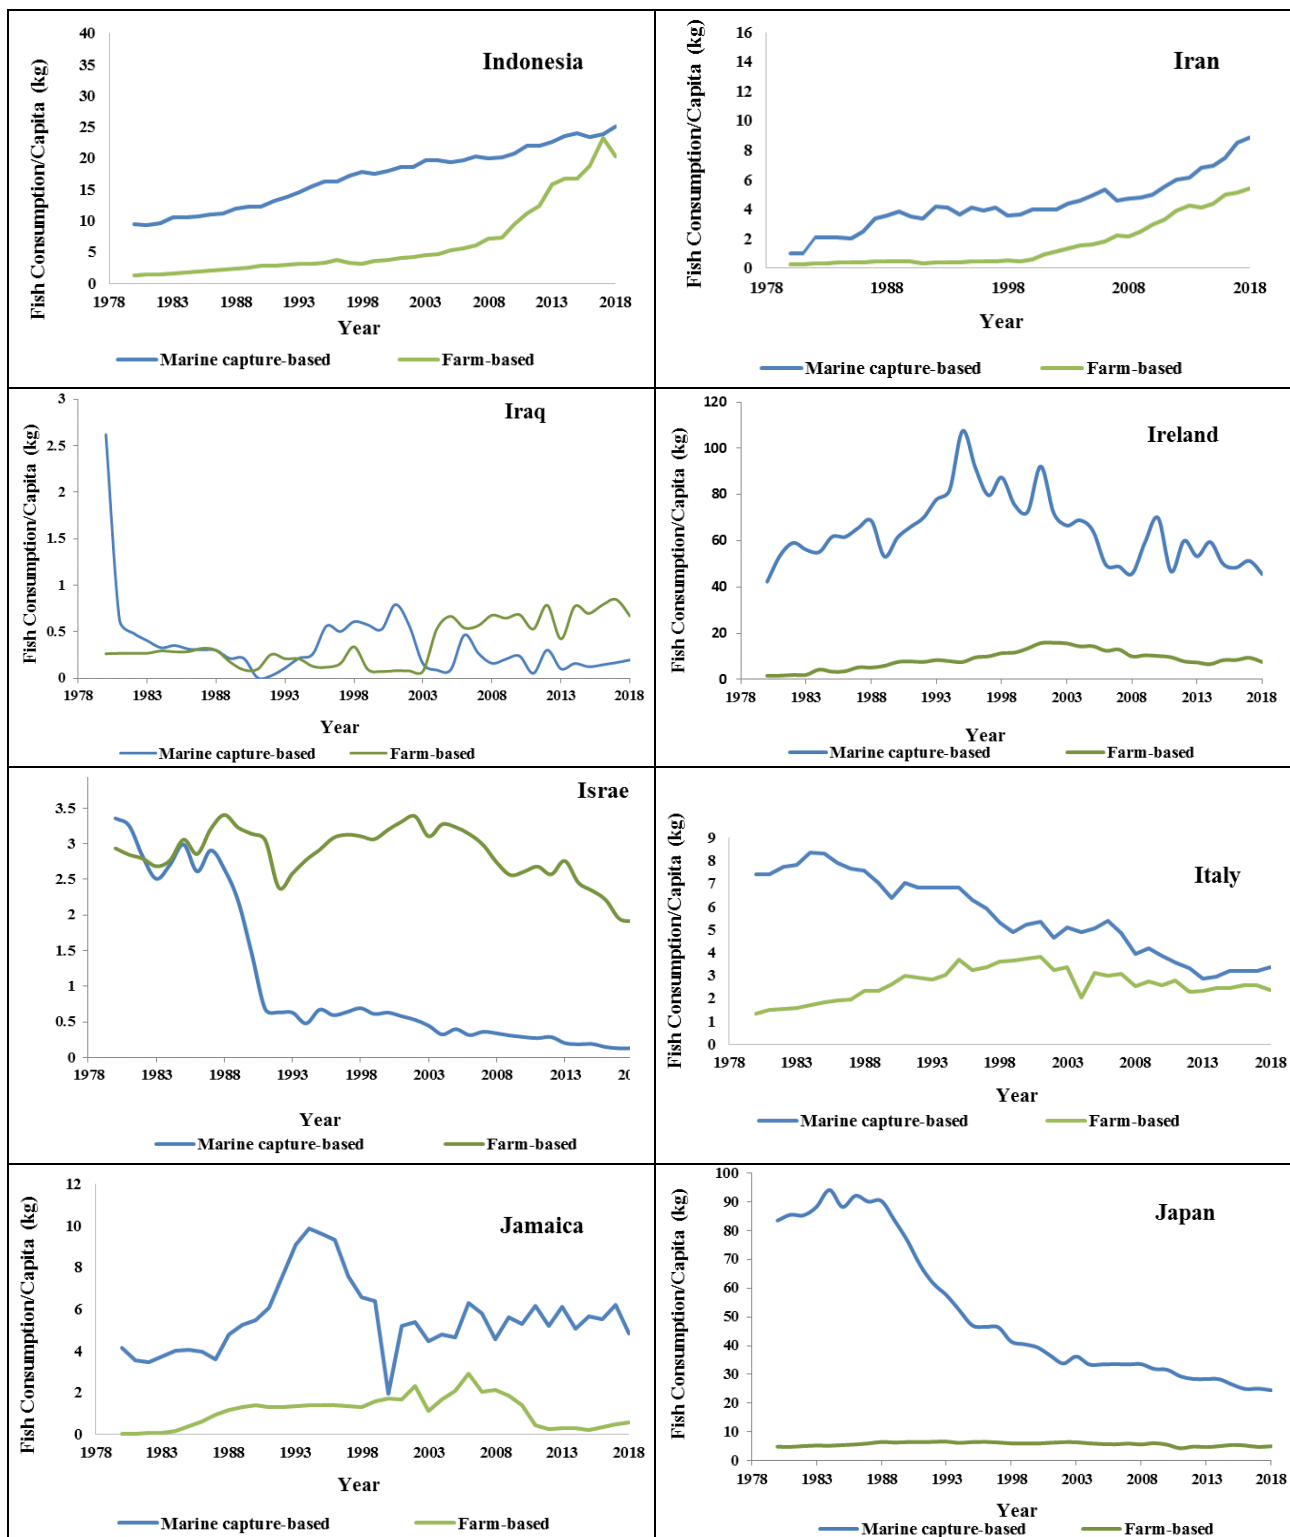 Indonesia
Fish Consumption/Capita (kg)
40
35
30
25
20
15
10
5
0
1978 1983 1988 1993 1998 2003 2008 2013 2018
Year
Marine capture-based Farm-based
Iran
Fish Consumption/Capita (kg)
16
14
12
10
8
6
4
2
0
1978 1988 1998 2008 2018
Year
Marine capture-based Farm-based
Iraq
Fish Consumption/Capita (kg)
3
2.5
2
1.5
1
0.5
0
1978 1983 1988 1993 1998 2003 2008 2013 2018
Year
Marine capture-based Farm-based
Ireland
Fish Consumption/Capita (kg)
120
100
80
60
40
20
0
1978 1983 1988 1993 1998 2003 2008 2013 2018
Year
Marine capture-based Farm-based
Israe
Fish Consumption/Capita (kg)
3.5
3
2.5
2
1.5
1
0.5
0
1978 1983 1988 1993 1998 2003 2008 2013 20
Year
Marine capture-based Farm-based
Italy
Fish Consumption/Capita (kg)
9
8
7
6
5
4
3
2
1
0
1978 1983 1988 1993 1998 2003 2008 2013 2018
Year
Marine capture-based Farm-based
Jamaica
Fish Consumption/Capita (kg)
12
10
8
6
4
2
0
1978 1983 1988 1993 1998 2003 2008 2013 2018
Year
Marine capture-based Farm-based
Japan
Fish Consumption/Capita (kg)
100
90
80
70
60
50
40
30
20
10
0
1978 1983 1988 1993 1998 2003 2008 2013 2018
Year
Marine capture-based Farm-based